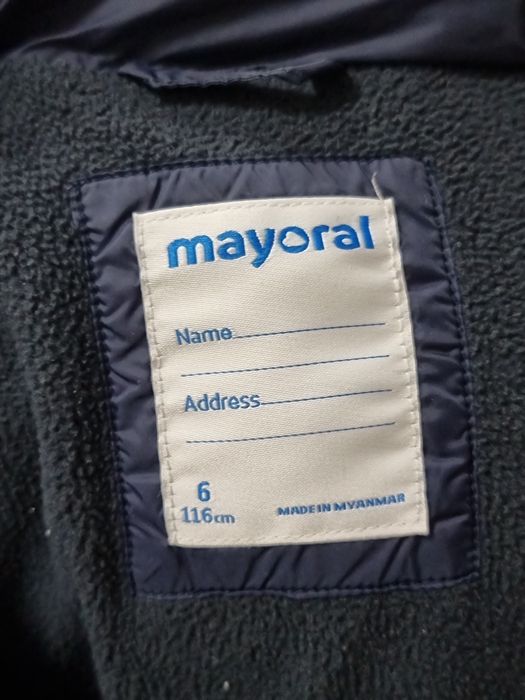 mayoral
Name
Address
6
116cm
MADE IN MYANMAR